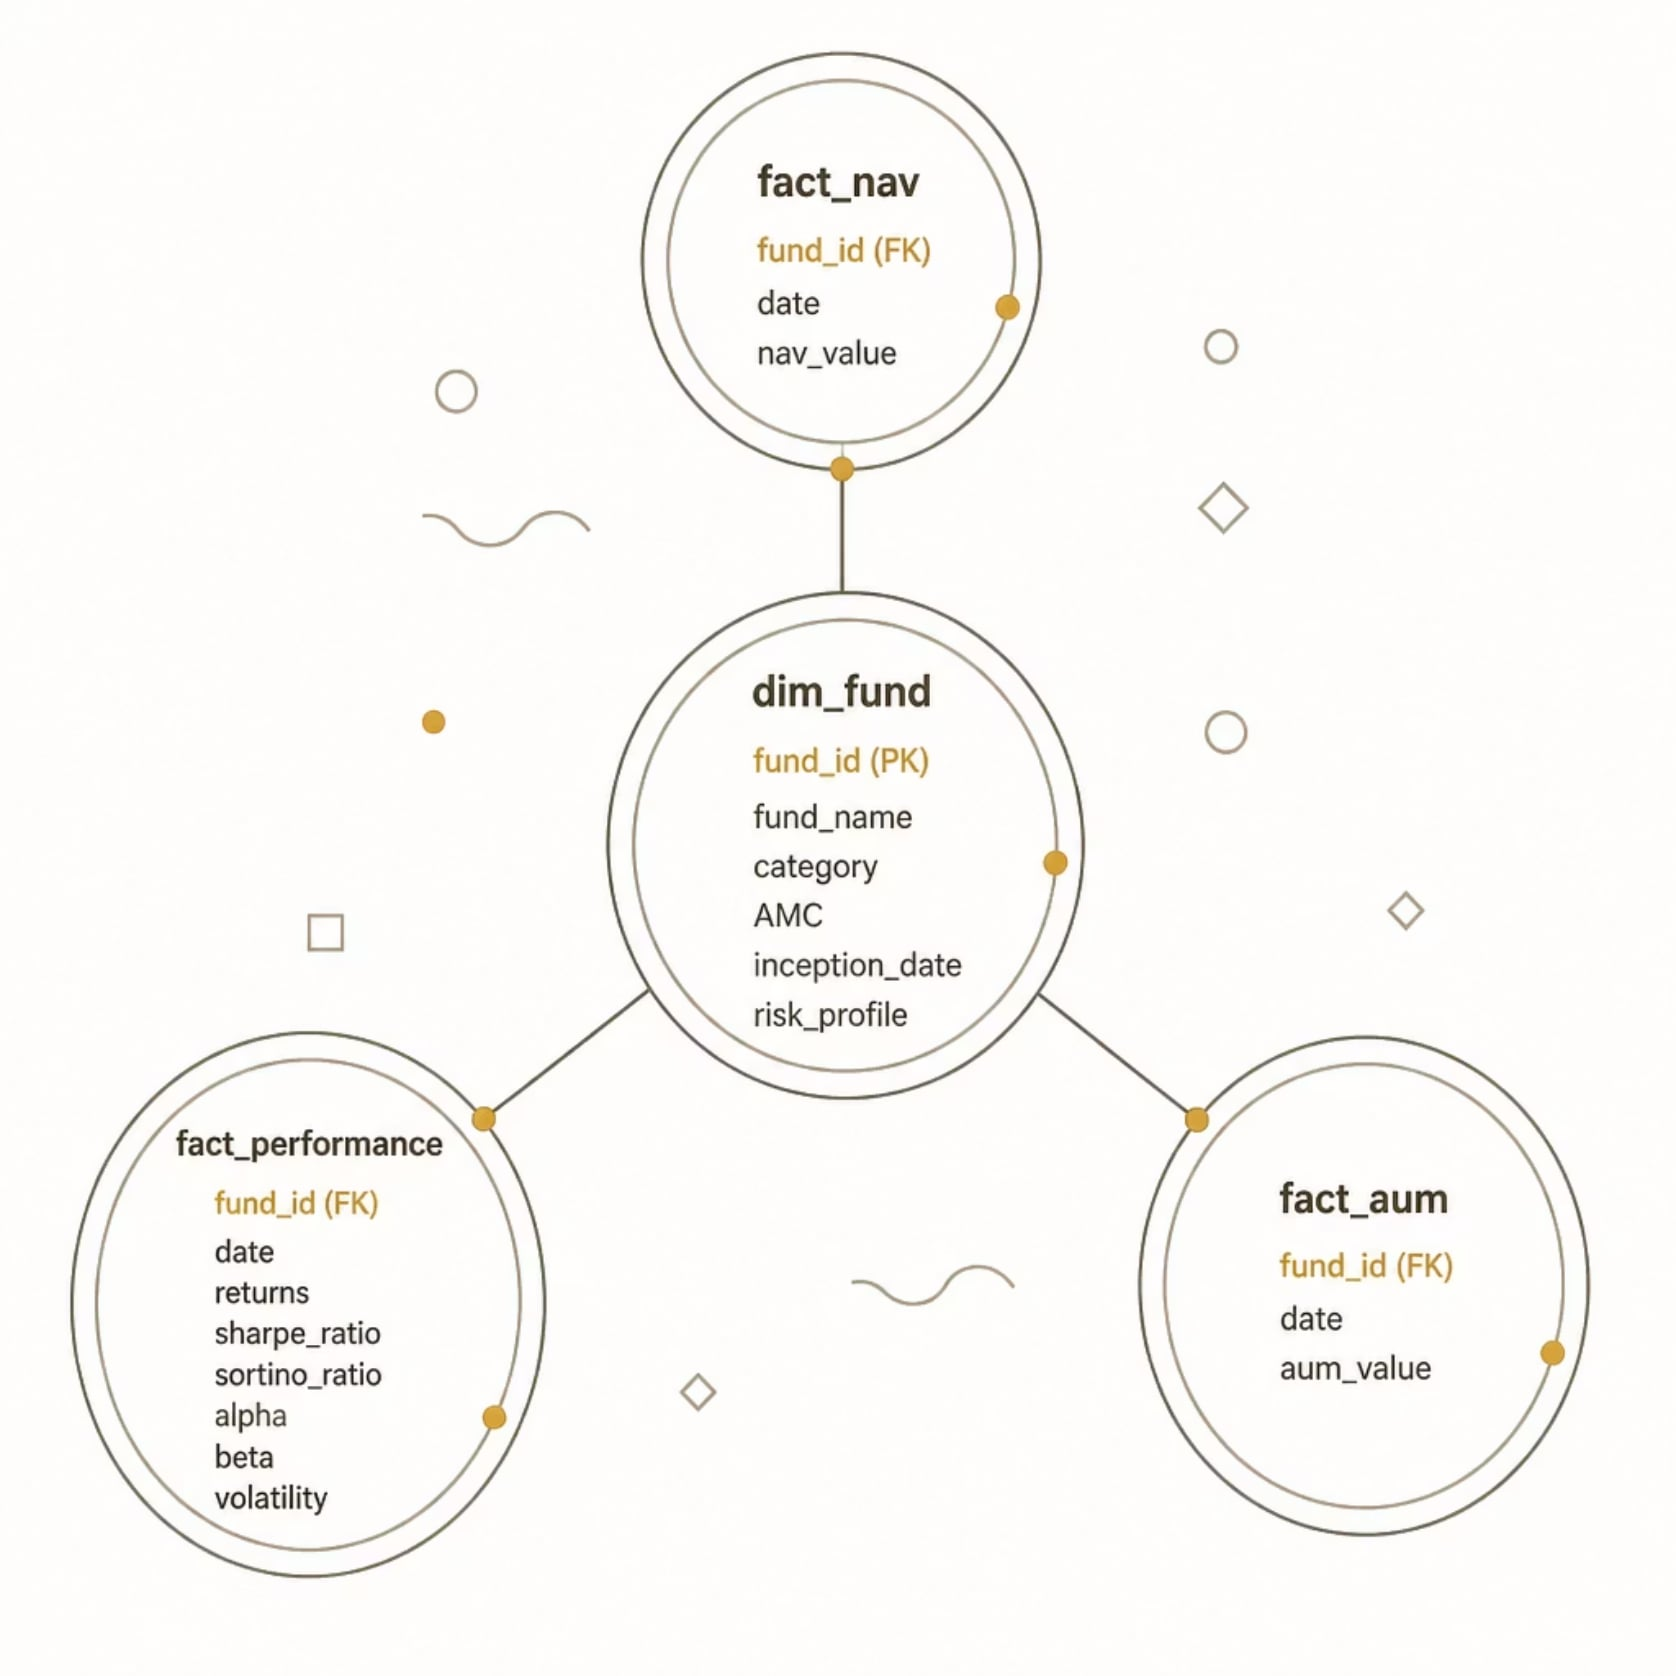 fact_nav
fund_id (FK)
date
nav_value
dim_fund
fund_id (PK)
fund_name
category
AMC
inception_date
risk_profile
fact_performance
fund_id (FK)
date
returns
sharpe_ratio
sortino_ratio
alpha
beta
volatility
fact_aum
fund_id (FK)
date
aum_value